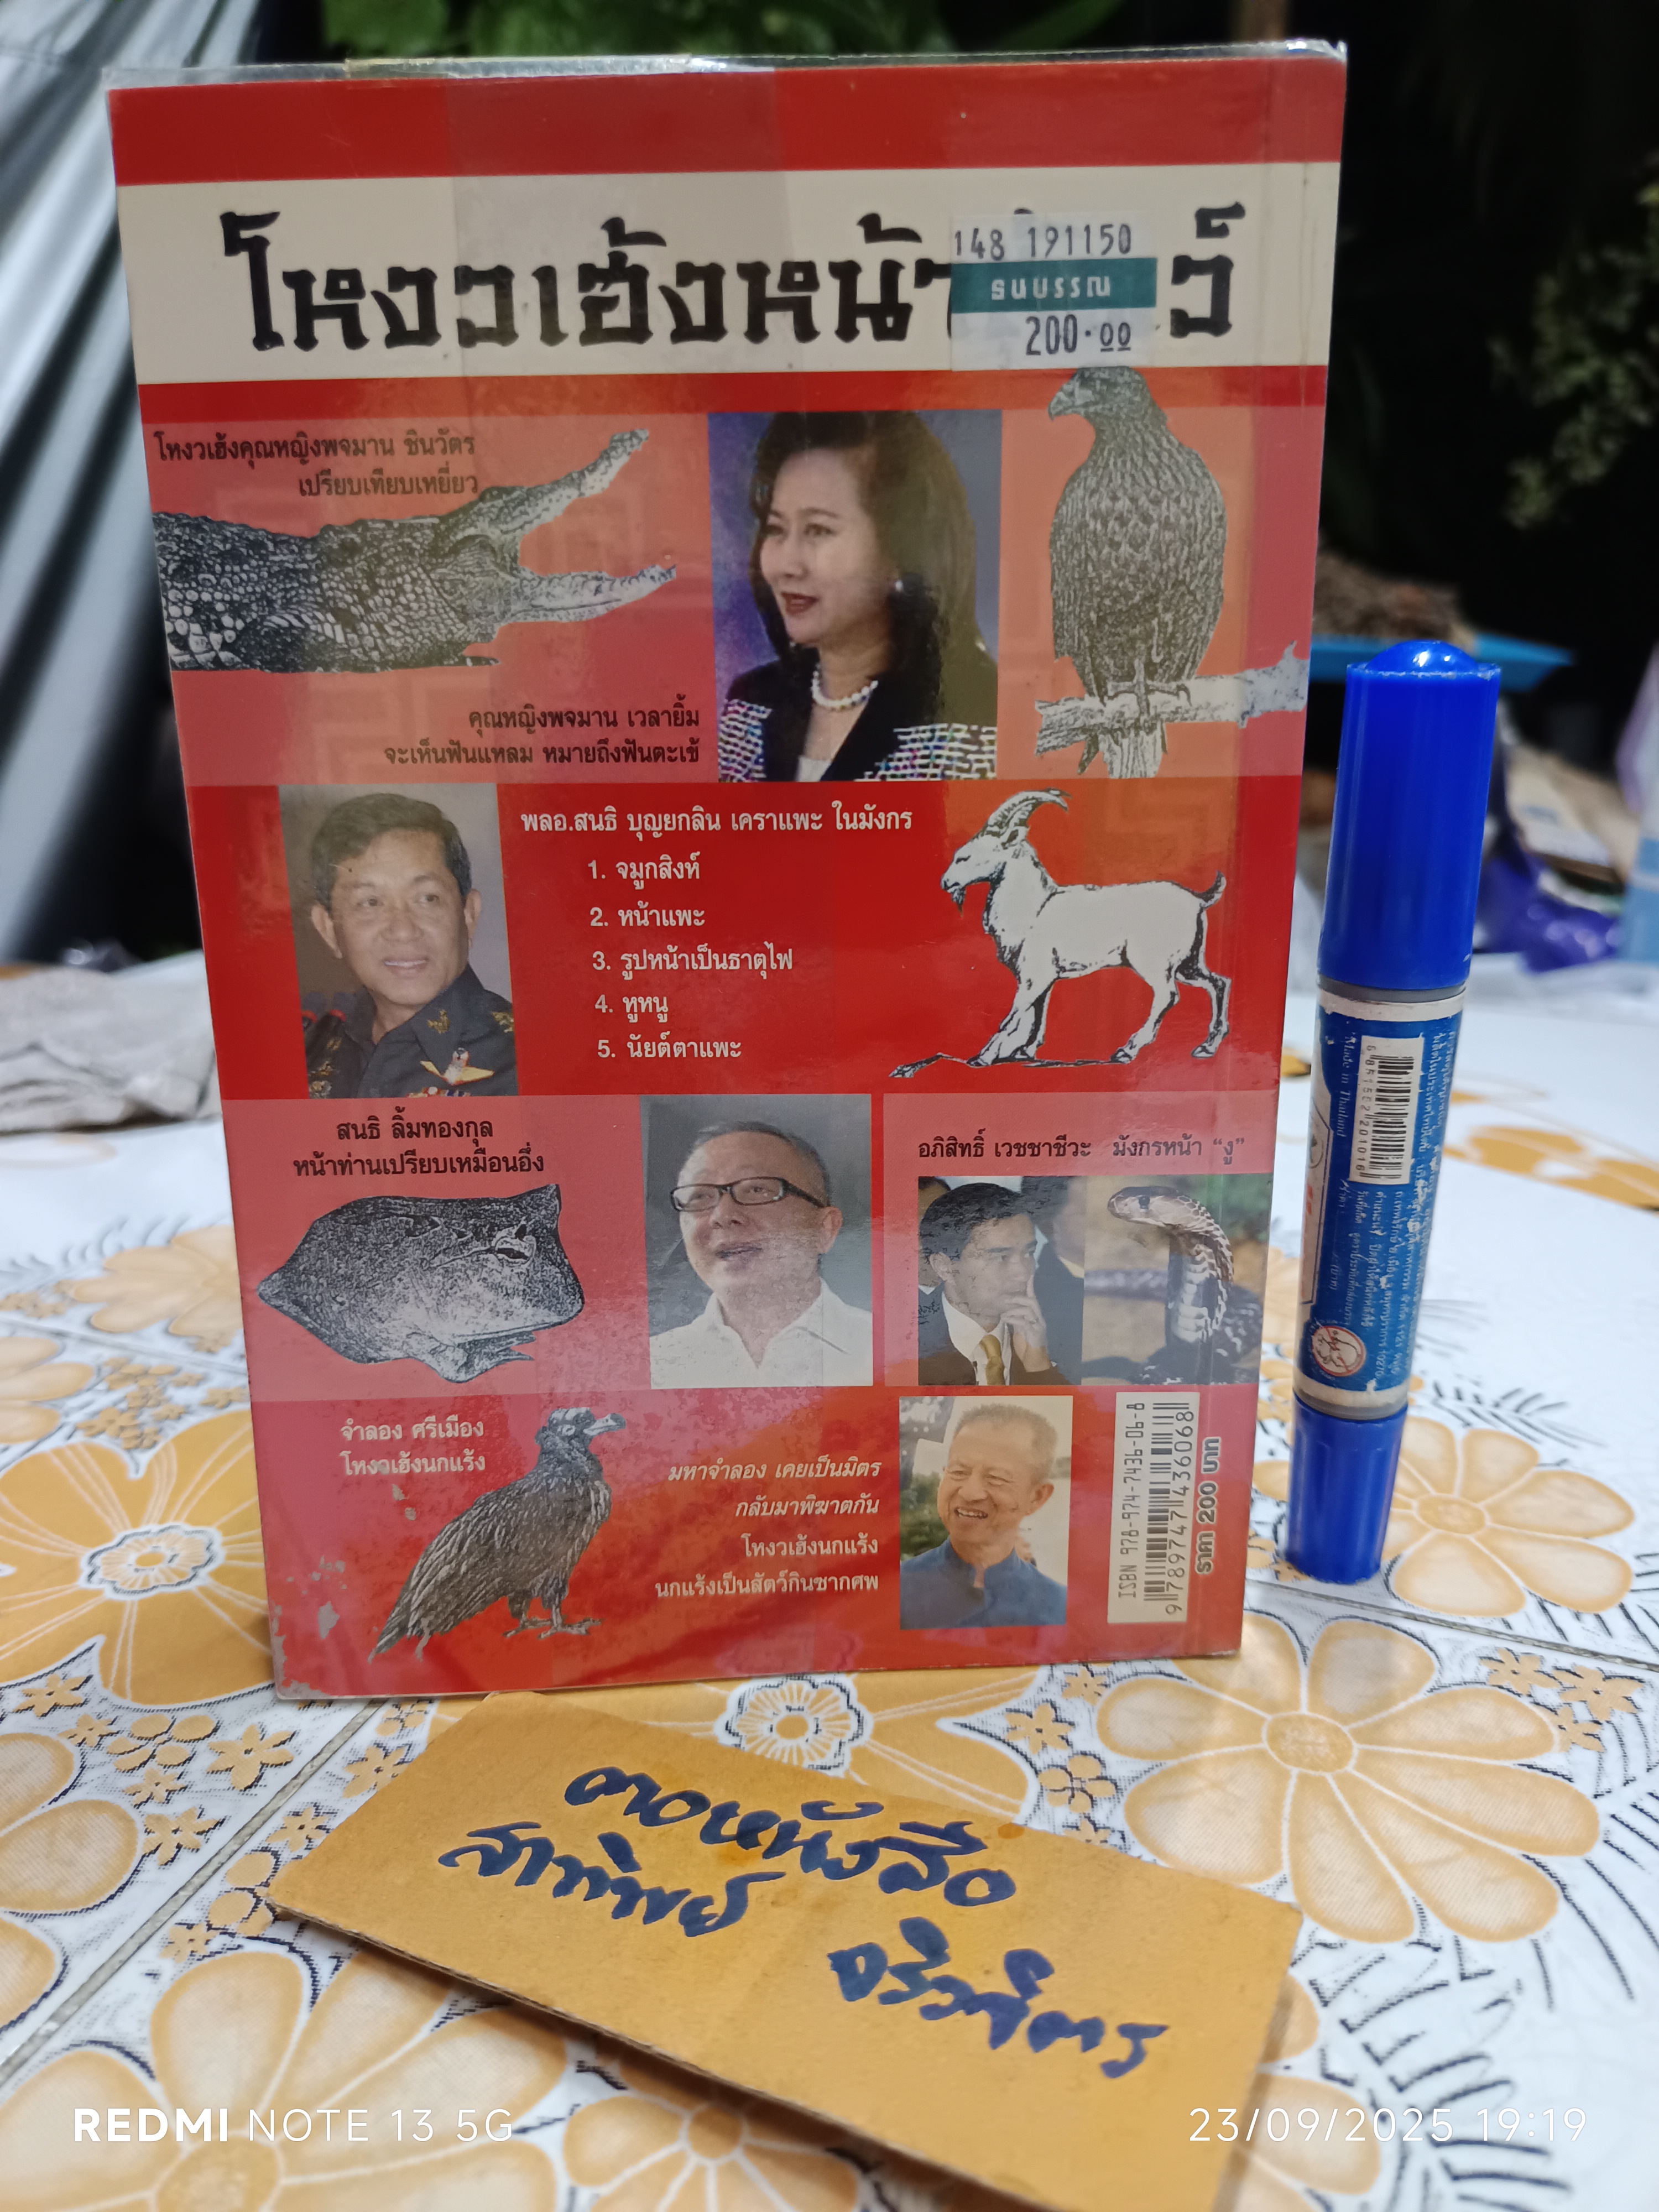 โหงวเฮ้งหน้า
ว์
148 191150
ธนบรรณ
200.00
โหงวเฮ้งคุณหญิงพจมาน ชินวัตร
เปรียบเทียบเหยี่ยว
คุณหญิงพจมาน เวลายิ้ม
จะเห็นฟันแหลม หมายถึงฟันตะเข้
พลอ.สนธิ บุญยกลิน เคราแพะ ในมังกร
1. จมูกสิงห์
2. หน้าแพะ
3. รูปหน้าเป็นธาตุไฟ
4. หูหนู
5. นัยต์ตาแพะ
สนธิ ลิ้มทองกุล
หน้าท่านเปรียบเหมือนอึ่ง
อภิสิทธิ์ เวชชาชีวะ มังกรหน้า "งู"
จำลอง ศรีเมือง
โหงวเฮ้งนกแร้ง
มหาจำลอง เคยเป็นมิตร
กลับมาพิฆาตกัน
โหงวเฮ้งนกแร้ง
นกแร้งเป็นสัตว์กินซากศพ
ISBN 978-974-7436-06-8
9 789747 436068
ราคา 200 บาท
Made in Thailand
คอหนังสือ
สาทิพย์
REDMI NOTE 13 5G
23/09/2025 19:19